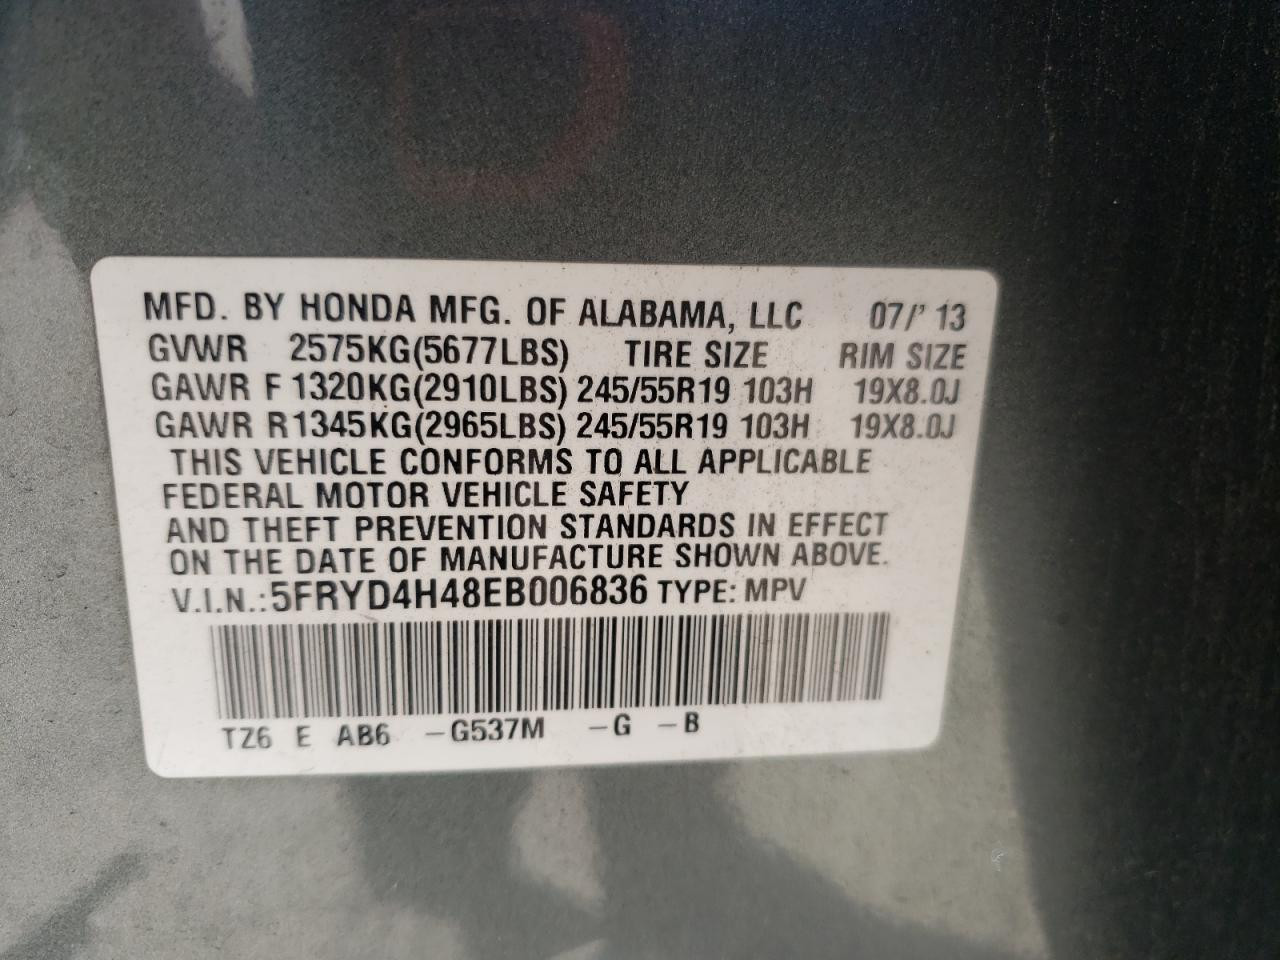 MFD. BY HONDA MFG. OF ALABAMA, LLC 07/' 13
GVWR 2575KG(5677LBS) TIRE SIZE RIM SIZE
GAWR F 1320KG(2910LBS) 245/55R19 103H 19X8.0J
GAWR R1345KG(2965LBS) 245/55R19 103H 19X8.0J
THIS VEHICLE CONFORMS TO ALL APPLICABLE
FEDERAL MOTOR VEHICLE SAFETY
AND THEFT PREVENTION STANDARDS IN EFFECT
ON THE DATE OF MANUFACTURE SHOWN ABOVE.
V.I.N.:5FRYD4H48EB006836 TYPE: MPV
TZ6 E AB6 -G537M -G -B